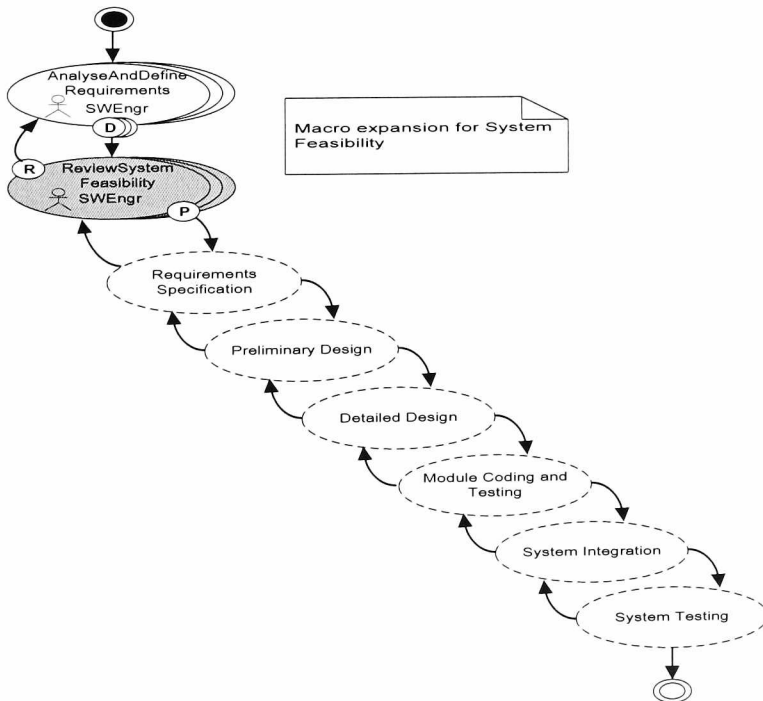 AnalyseAndDefine
Requirements
SWEngr
D
R
ReviewSystem
Feasibility
SWEngr
P
Macro expansion for System
Feasibility
Requirements
Specification
Preliminary Design
Detailed Design
Module Coding and
Testing
System Integration
System Testing